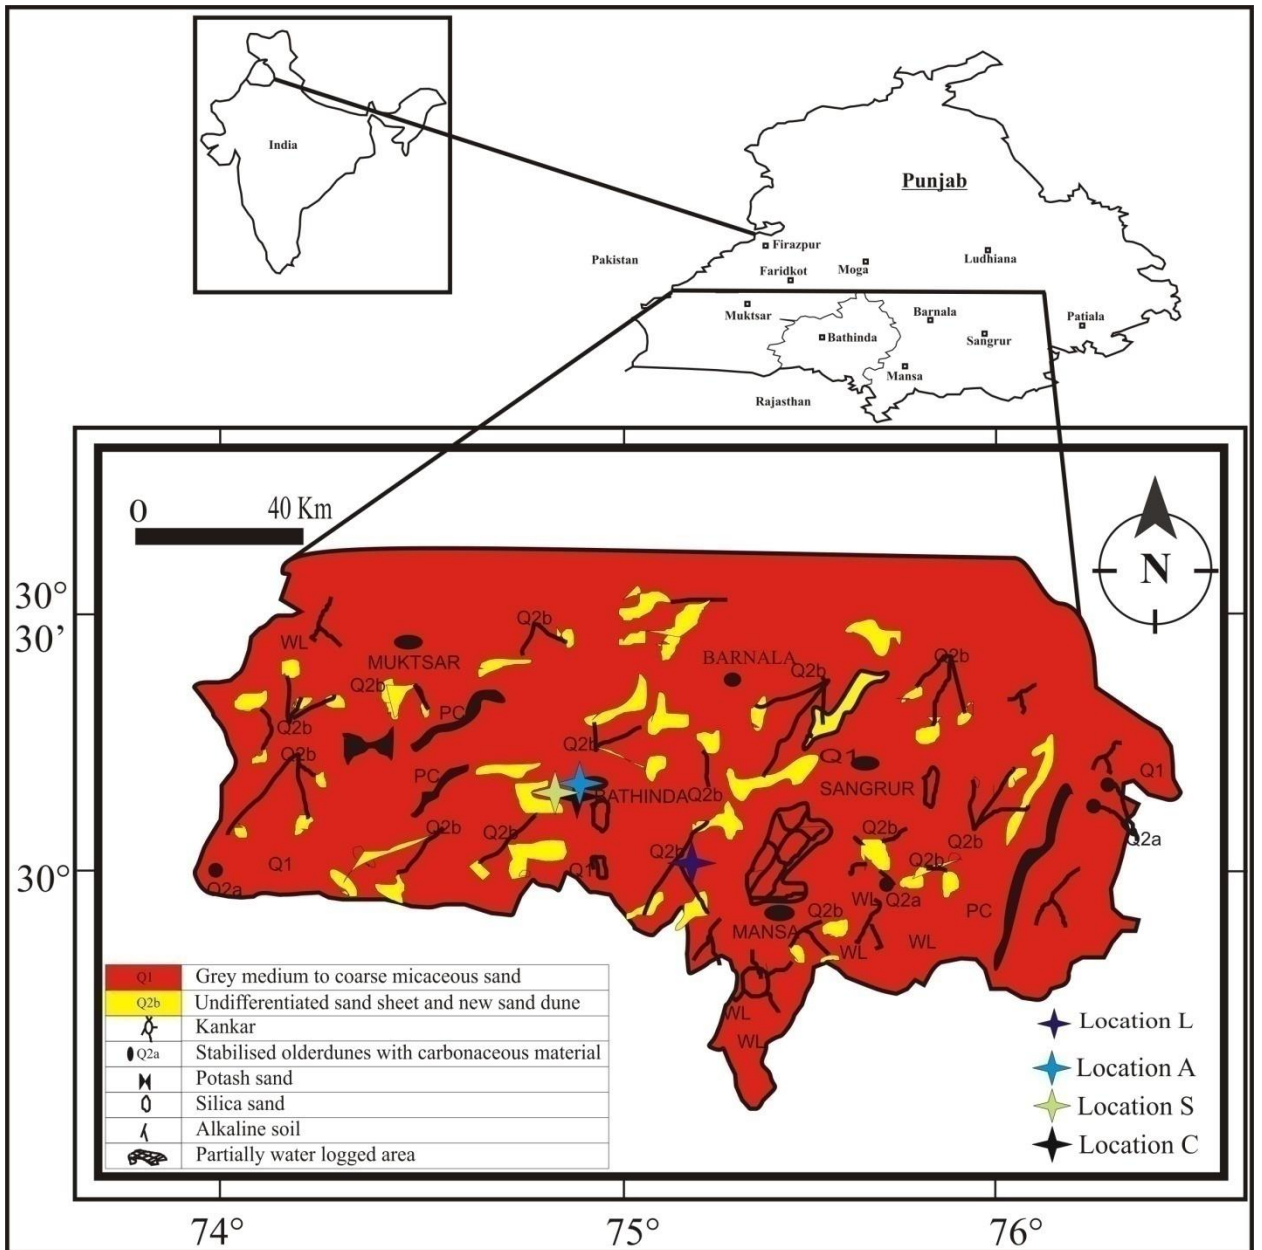 India
Punjab
Firazpur
Pakistan
Faridkot
Moga
Ludhiana
Muktsar
Barnala
Patiala
Bathinda
Sangrur
Mansa
Rajasthan
0 40 Km
N
30°
30’
30°
Q2b
WL
MUKTSAR
BARNALA
Q2b
Q2b
Q2b
PC
Q2b
Q2b
Q2b
PC
Q1
Q1
BATHINDA
Q2b
SANGRUR
Q2b
Q2b
Q2b
Q2b
Q2a
Q2b
Q2b
Q1
Q1
Q2a
WL
Q2a
Q2b
PC
MANSA
WL
WL
WL
WL
Q1 Grey medium to coarse micaceous sand
Q2b Undifferentiated sand sheet and new sand dune
Kankar
Q2a Stabilised olderdunes with carbonaceous material
Potash sand
Silica sand
Alkaline soil
Partially water logged area
Location L
Location A
Location S
Location C
74° 75° 76°